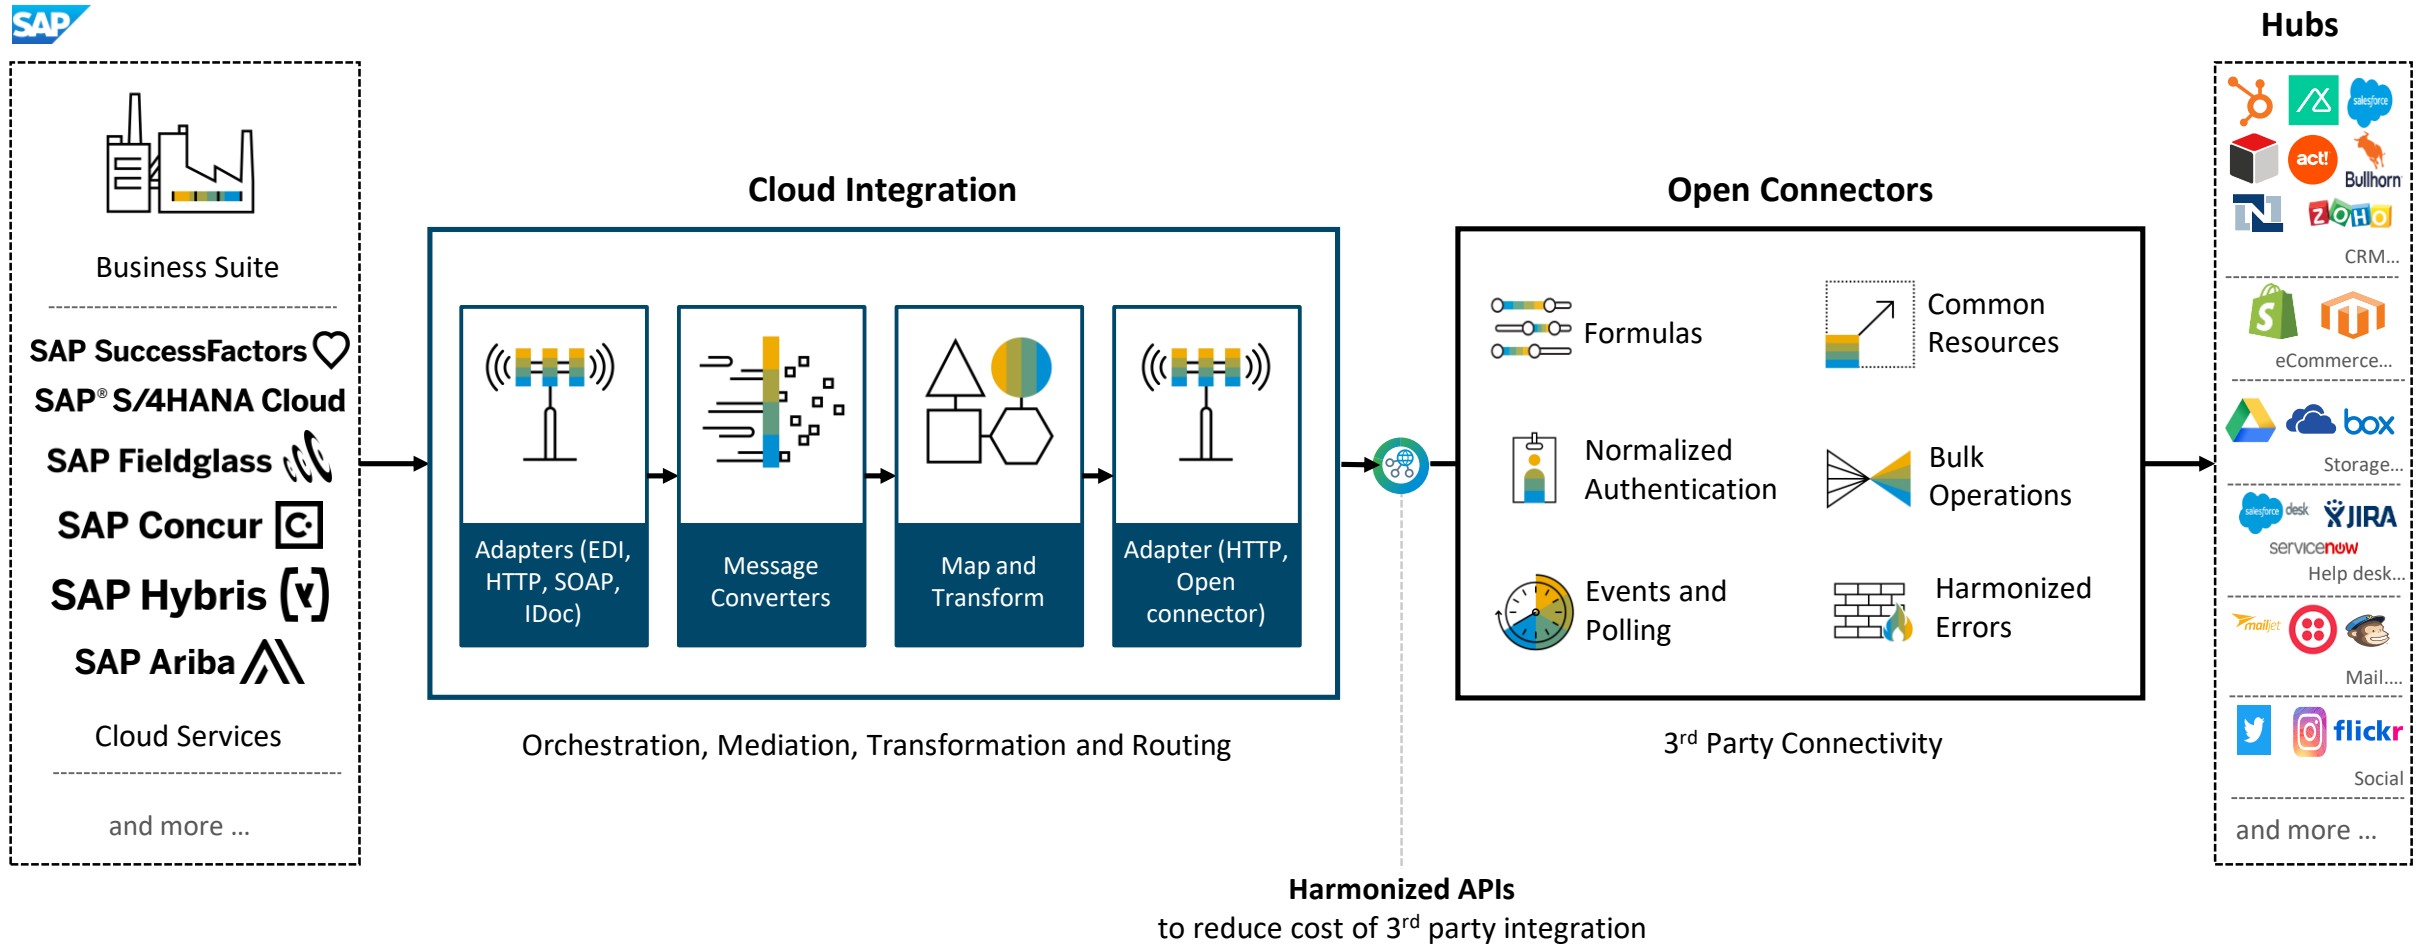 SAP
Business Suite
SAP SuccessFactors
SAP® S/4HANA Cloud
SAP Fieldglass
SAP Concur
SAP Hybris
SAP Ariba
Cloud Services
and more ...
Cloud Integration
Adapters (EDI,
HTTP, SOAP,
IDoc)
Message
Converters
Map and
Transform
Adapter (HTTP,
Open
connector)
Orchestration, Mediation, Transformation and Routing
Harmonized APIs
to reduce cost of 3rd party integration
Open Connectors
Formulas
Common
Resources
Normalized
Authentication
Bulk
Operations
Events and
Polling
Harmonized
Errors
3rd Party Connectivity
Hubs
salesforce
act!
Bullhorn
N
ZOHO
CRM...
S
eCommerce...
box
Storage...
salesforce desk
JIRA
servicenow
Help desk...
mailjet
Mail....
flickr
Social
and more ...